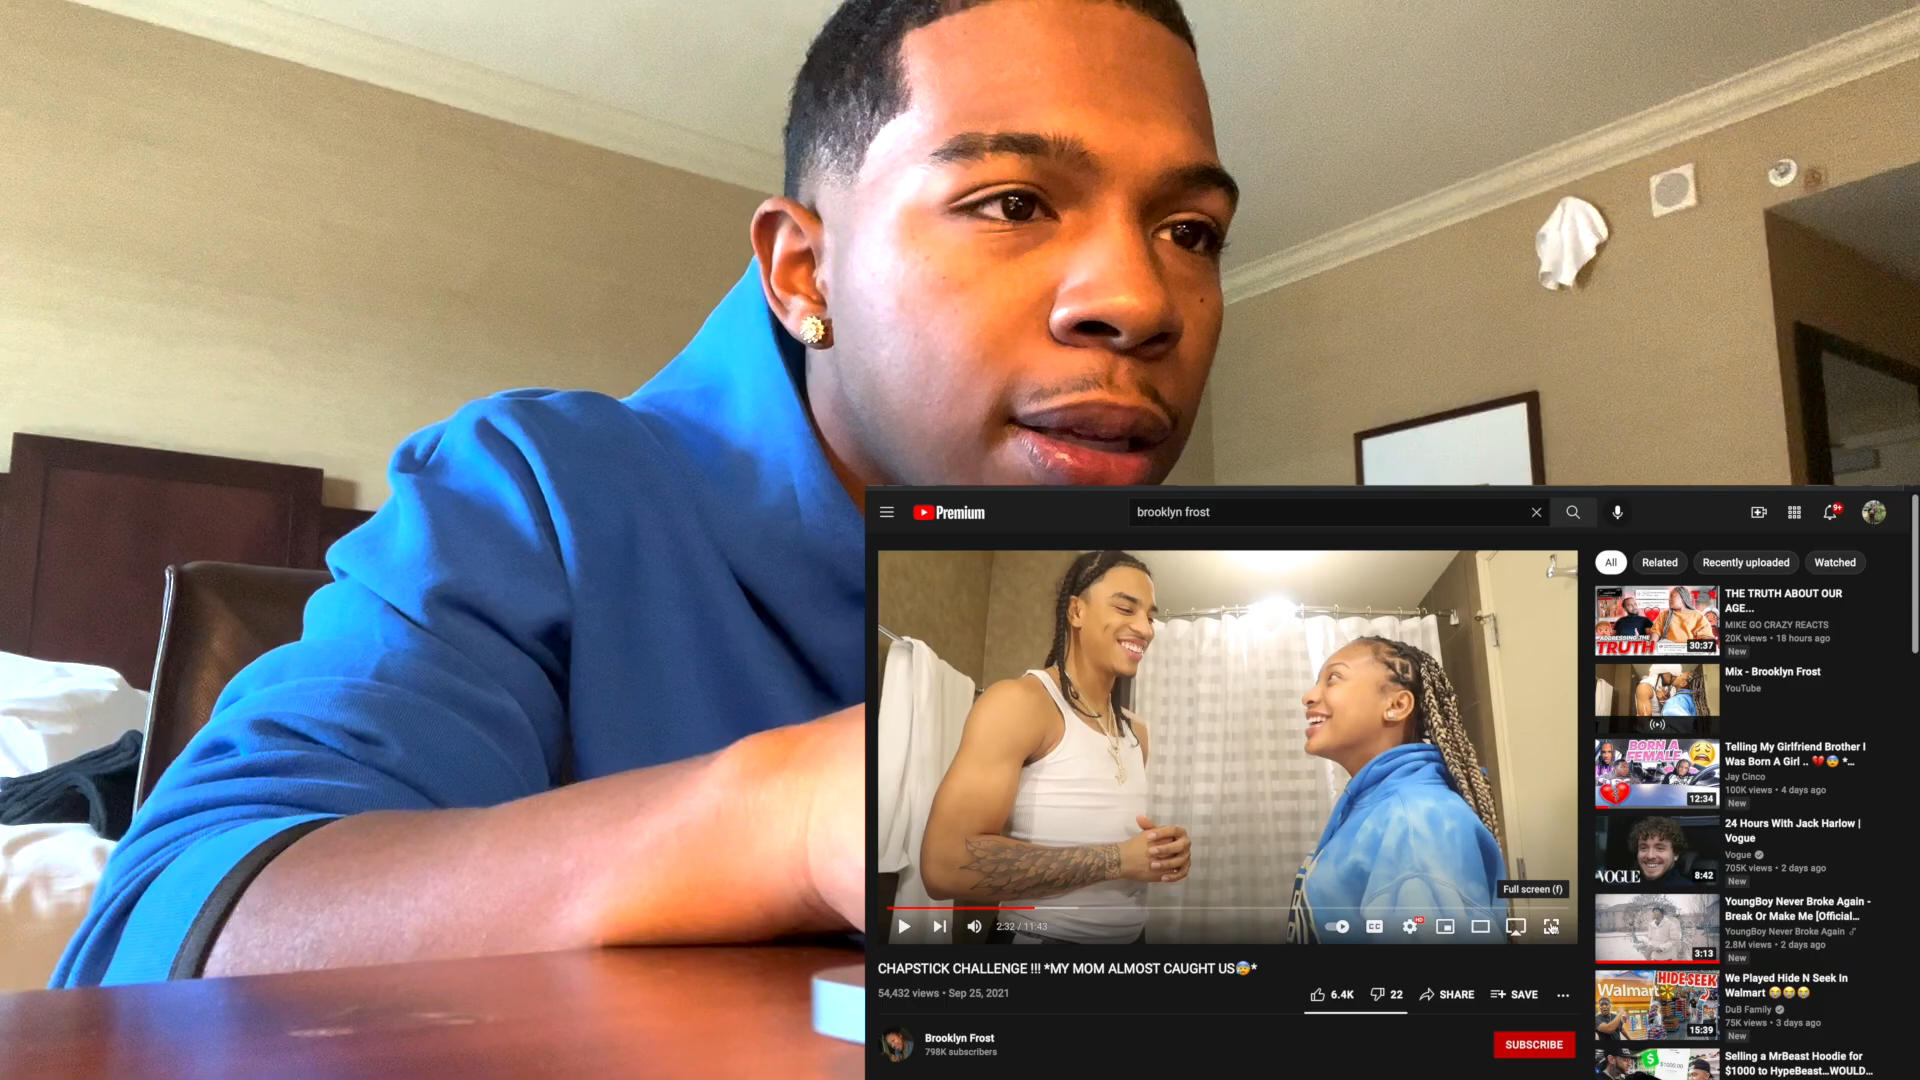 Premium
brooklyn frost
9+
All
Related
Recently uploaded
Watched
Full screen (f)
2:32 / 11:43
CC
HD
CHAPSTICK CHALLENGE !!! *MY MOM ALMOST CAUGHT US😰*
54,432 views • Sep 25, 2021
6.4K
22
SHARE
SAVE
Brooklyn Frost
798K subscribers
SUBSCRIBE
ADDRESSING THE
TRUTH
30:37
THE TRUTH ABOUT OUR
AGE...
MIKE GO CRAZY REACTS
20K views • 18 hours ago
New
Mix - Brooklyn Frost
YouTube
BORN A
FEMALE
12:34
Telling My Girlfriend Brother I
Was Born A Girl .. 💔😰 *...
Jay Cinco
100K views • 4 days ago
New
VOGUE
8:42
24 Hours With Jack Harlow |
Vogue
Vogue
705K views • 2 days ago
New
3:13
YoungBoy Never Broke Again -
Break Or Make Me [Official...
YoungBoy Never Broke Again
2.8M views • 2 days ago
New
Walmart
HIDE SEEK
15:39
We Played Hide N Seek In
Walmart 😂😂😂
DuB Family
75K views • 3 days ago
New
$
Selling a MrBeast Hoodie for
$1000 to HypeBeast...WOULD...